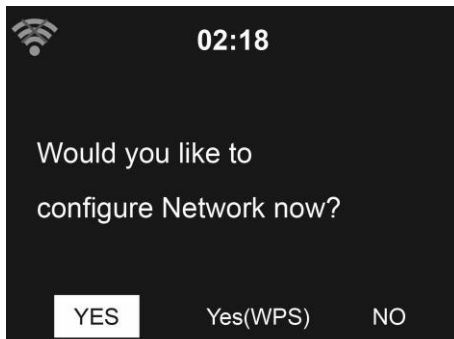 02:18
Would you like to
configure Network now?
YES Yes(WPS) NO